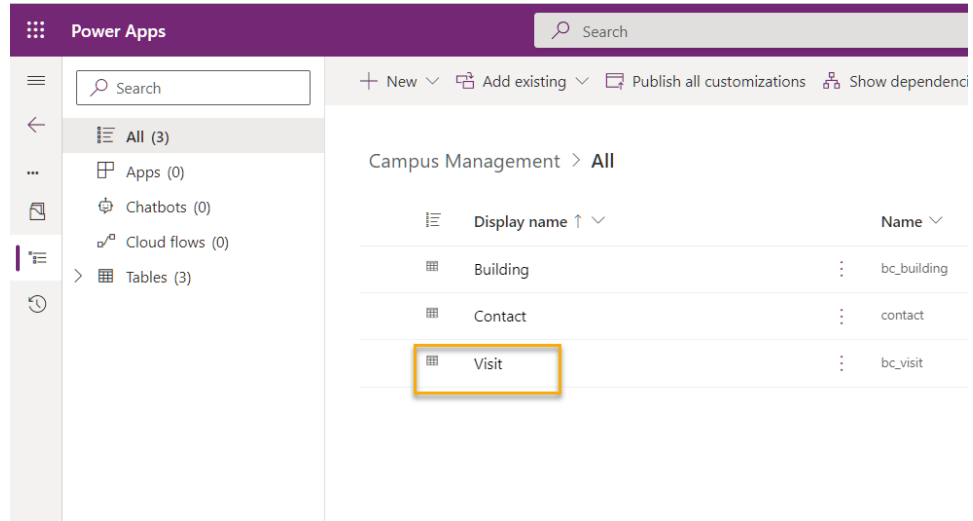 Power Apps
Search
Search
New
Add existing
Publish all customizations
Show dependenci
All (3)
Apps (0)
Chatbots (0)
Cloud flows (0)
Tables (3)
Campus Management > All
Display name ↑
Name
Building
bc_building
Contact
contact
Visit
bc_visit